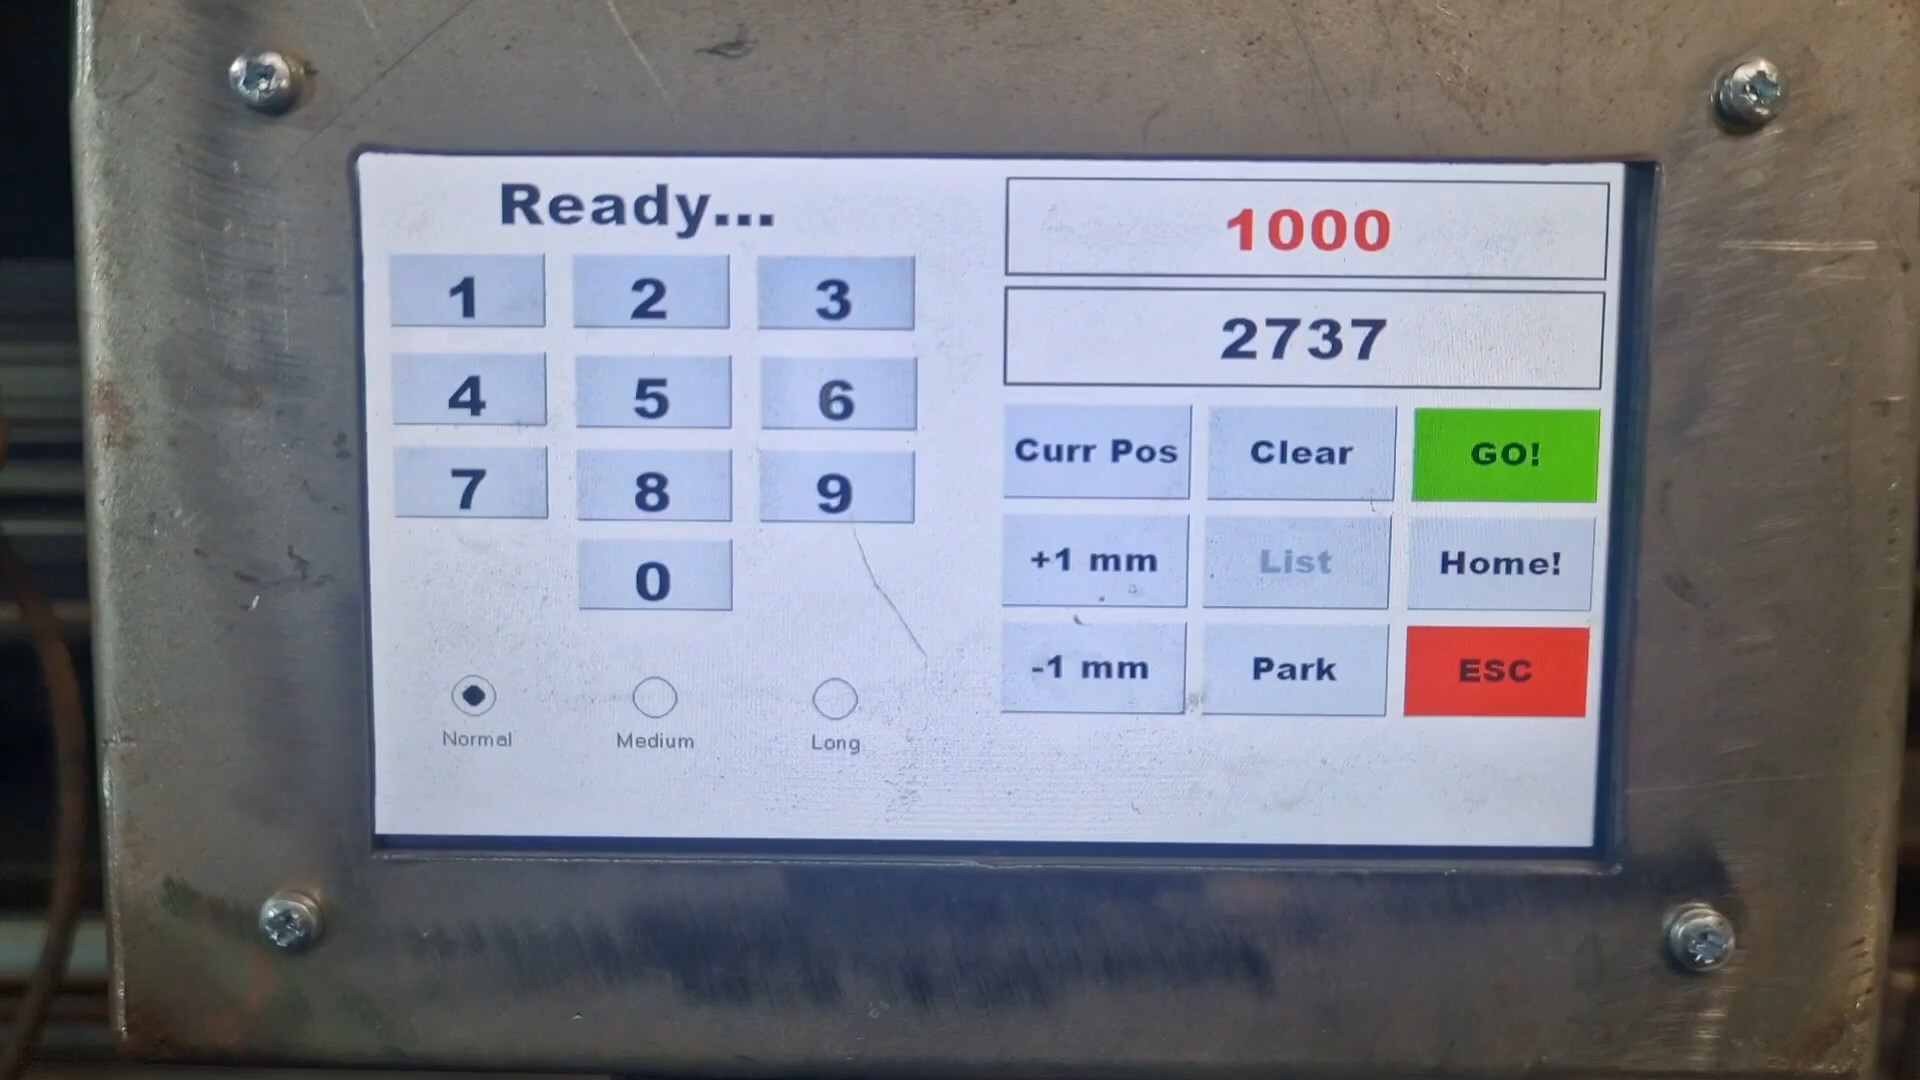 Ready...
1 2 3
4 5 6
7 8 9
0
Normal Medium Long
1000
2737
Curr Pos Clear GO!
+1 mm List Home!
-1 mm Park ESC